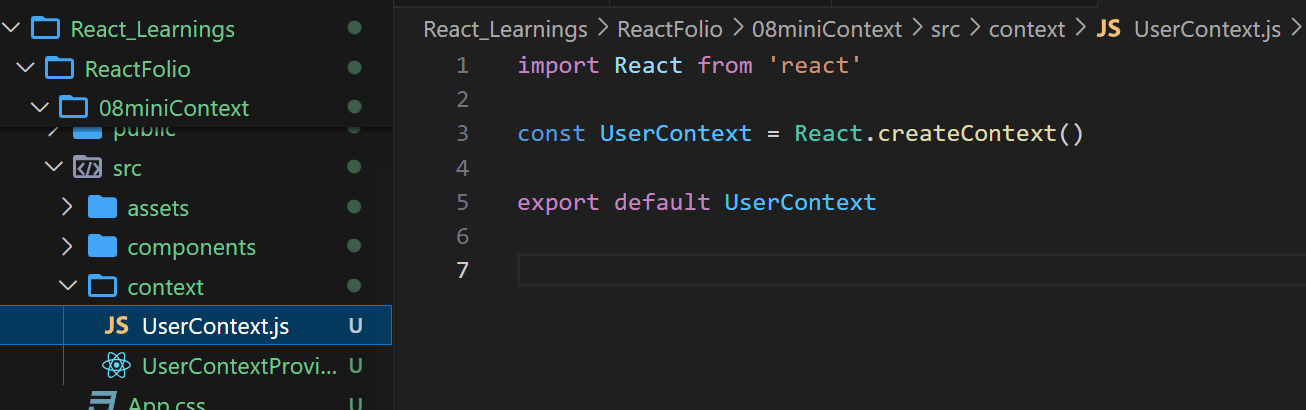 React_Learnings
ReactFolio
08miniContext
public
src
assets
components
context
JS UserContext.js U
UserContextProvi... U
App.css U
React_Learnings > ReactFolio > 08miniContext > src > context > JS UserContext.js >
1 import React from 'react'
2
3 const UserContext = React.createContext()
4
5 export default UserContext
6
7